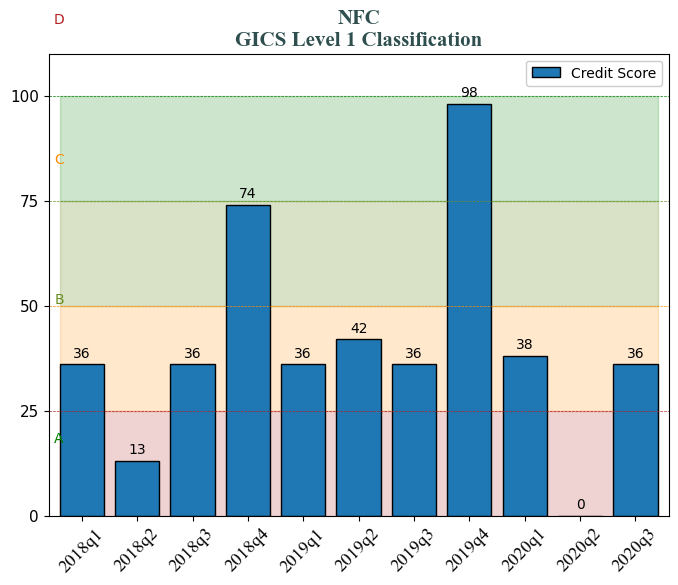 D
NFC
GICS Level 1 Classification
Credit Score
100
98
C
75
74
50
B
42
38
36
36
36
36
36
36
25
A
13
0
0
2018q1
2018q2
2018q3
2018q4
2019q1
2019q2
2019q3
2019q4
2020q1
2020q2
2020q3